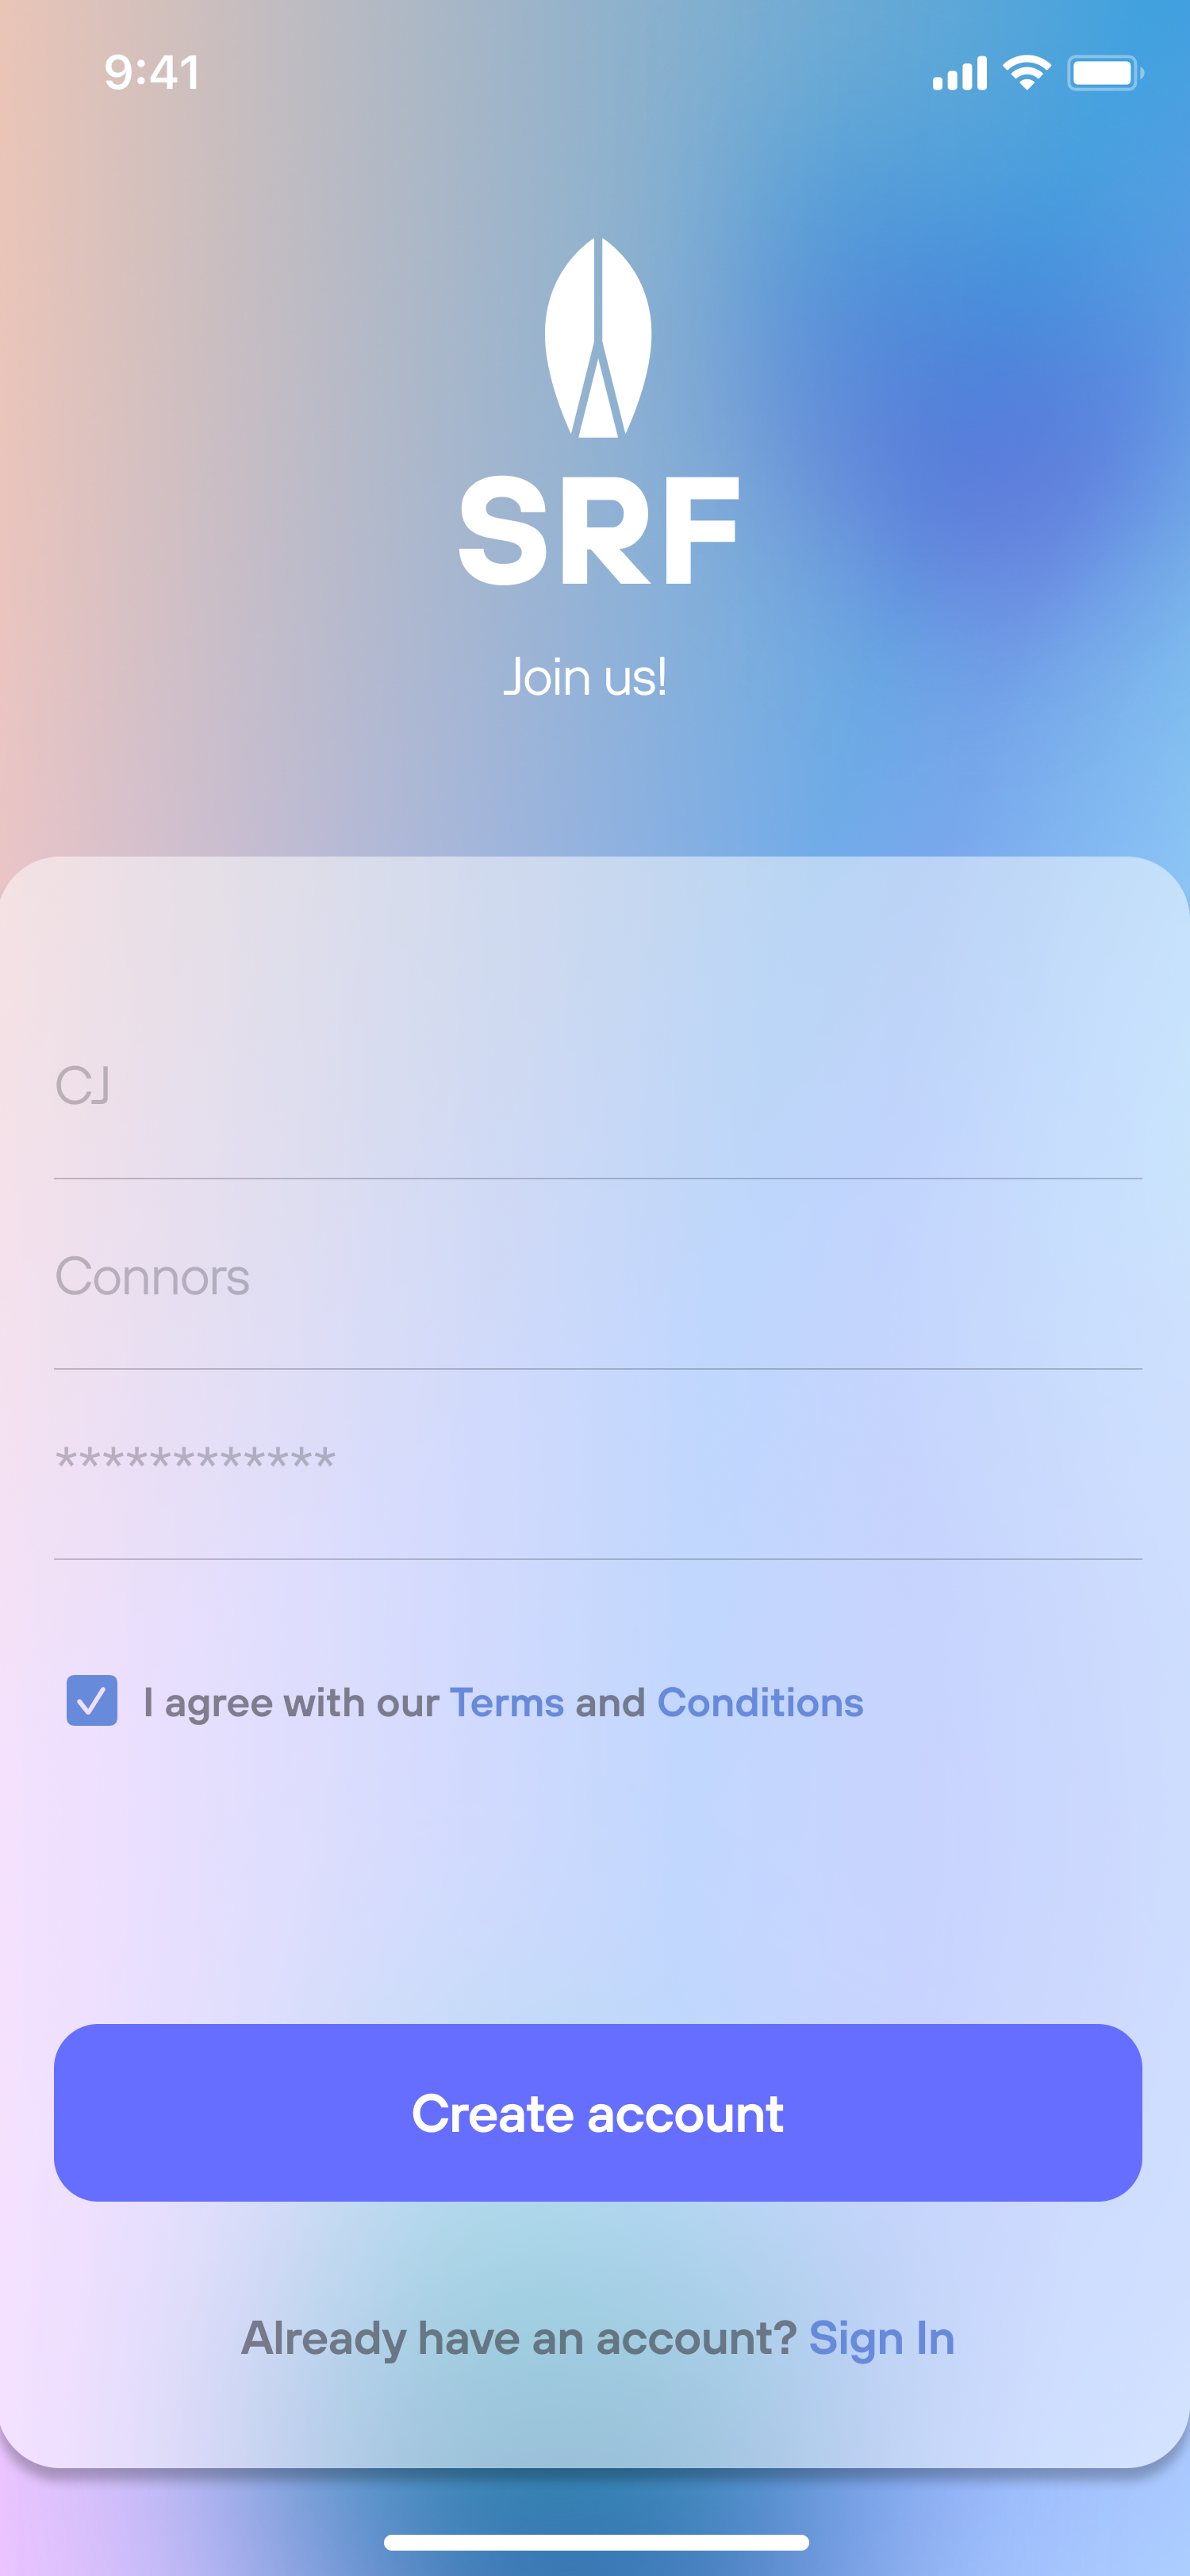 9:41
SRF
Join us!
CJ
Connors
************
I agree with our Terms and Conditions
Create account
Already have an account? Sign In